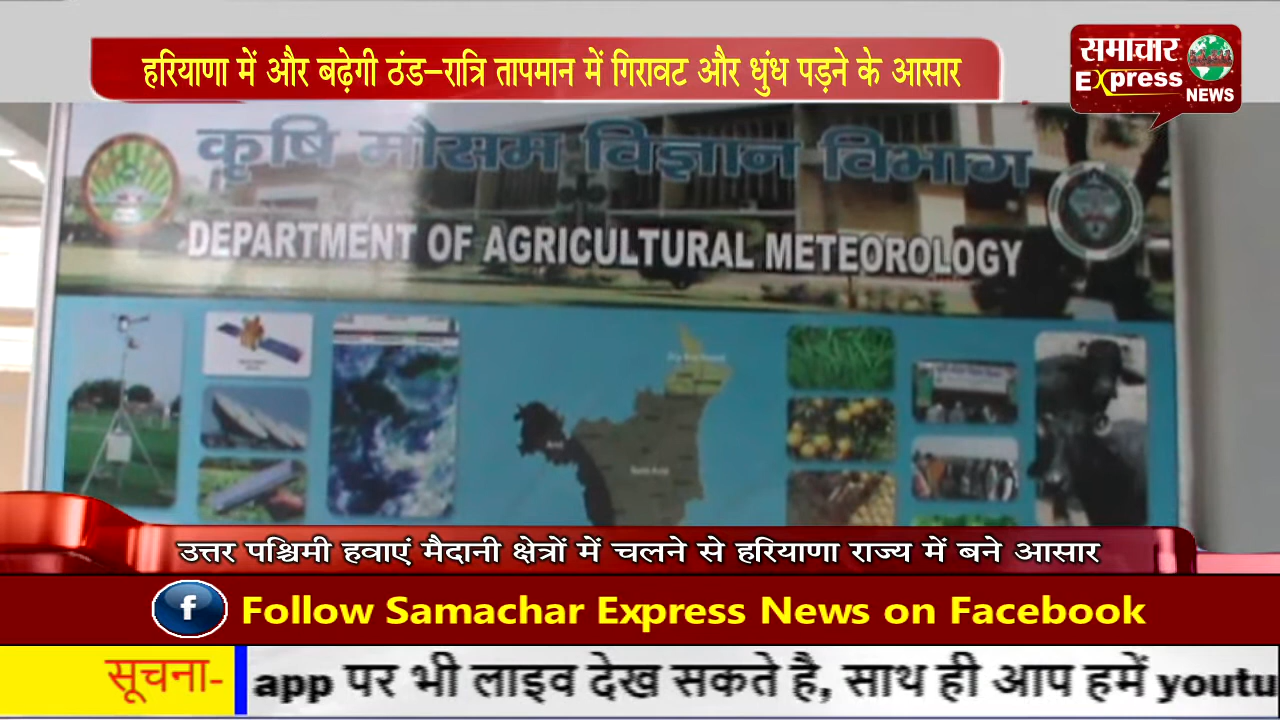 हरियाणा में और बढ़ेगी ठंड–रात्रि तापमान में गिरावट और धुंध पड़ने के आसार
समाचार
Express
NEWS
कृषि मौसम विज्ञान विभाग
DEPARTMENT OF AGRICULTURAL METEOROLOGY
उत्तर पश्चिमी हवाएं मैदानी क्षेत्रों में चलने से हरियाणा राज्य में बने आसार
f Follow Samachar Express News on Facebook
सूचना- app पर भी लाइव देख सकते है, साथ ही आप हमें youtu